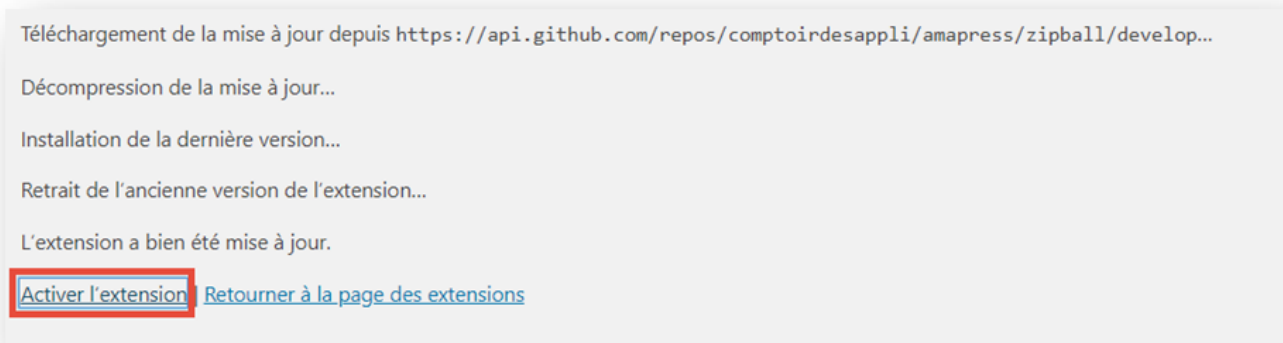 Téléchargement de la mise à jour depuis https://api.github.com/repos/comptoirdesappli/amapress/zipball/develop...
Décompression de la mise à jour...
Installation de la dernière version...
Retrait de l'ancienne version de l'extension...
L'extension a bien été mise à jour.
Activer l'extension | Retourner à la page des extensions